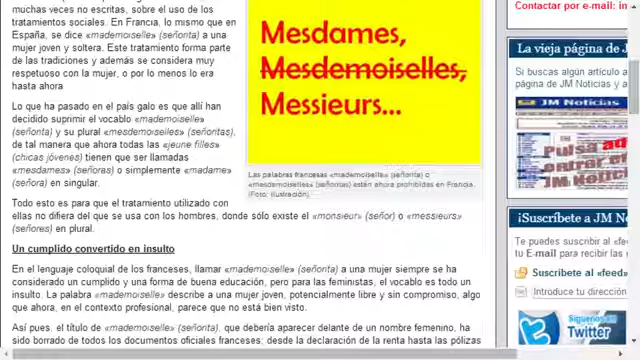 muchas veces no escritas, sobre el uso de los
tratamientos sociales. En Francia, lo mismo que en
España, se dice «mademoiselle» (señorita) a una
mujer joven y soltera. Este tratamiento forma parte
de las tradiciones y además se considera muy
respetuoso con la mujer, o por lo menos lo era
hasta ahora
Lo que ha pasado en el país galo es que allí han
decidido suprimir el vocablo «mademoiselle»
(señorita) y su plural «mesdemoiselles» (señoritas),
de tal manera que ahora todas las «jeune filles»
(chicas jóvenes) tienen que ser llamadas
«mesdames» (señoras) o simplemente «madame»
(señora) en singular.
Mesdames,
Mesdemoiselles,
Messieurs...
Las palabras francesas «mademoiselle» (señorita) o
«mesdemoiselles» (señoritas) están ahora prohibidas en Francia.
(Foto: Ilustración).
Todo esto es para que el tratamiento utilizado con
ellas no difiera del que se usa con los hombres, donde sólo existe el «monsieur» (señor) o «messieurs»
(señores) en plural.
Un cumplido convertido en insulto
En el lenguaje coloquial de los franceses, llamar «mademoiselle» (señorita) a una mujer siempre se ha
considerado un cumplido y una forma de buena educación, pero para las feministas, el vocablo es todo un
insulto. La palabra «mademoiselle» describe a una mujer joven, potencialmente libre y sin compromiso, algo
que ahora, en el contexto profesional, parece que no está bien visto.
Así pues, el título de «mademoiselle» (señorita), que debería aparecer delante de un nombre femenino, ha
sido borrado de todos los documentos oficiales franceses; desde la declaración de la renta hasta las pólizas
Contactar por e-mail: in
La vieja página de J
Si buscas algún artículo a
página de JM Noticias y a
JM Noticias
Pulsa
entrar e
JM Noti
¡Suscríbete a JM N
Te puedes suscribir al «fee
tu E-mail para recibir las
Suscríbete al «feed»
Introduce tu dirección
Síguenos en
Twitter